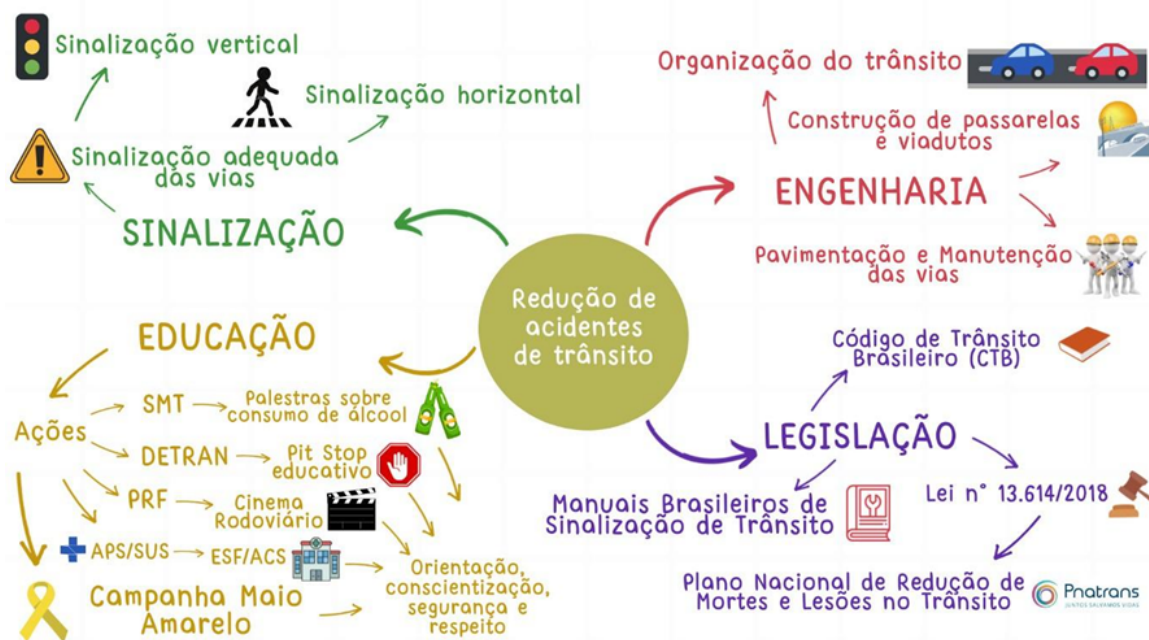 Sinalização vertical
Sinalização horizontal
Sinalização adequada
das vias
SINALIZAÇÃO
Organização do trânsito
Construção de passarelas
e viadutos
ENGENHARIA
Pavimentação e Manutenção
das vias
Redução de
acidentes
de trânsito
EDUCAÇÃO
Ações
SMT
Palestras sobre
consumo de álcool
DETRAN
Pit Stop
educativo
PRF
Cinema
Rodoviário
APS/SUS
ESF/ACS
Campanha Maio
Amarelo
Orientação,
conscientização,
segurança e
respeito
Código de Trânsito
Brasileiro (CTB)
LEGISLAÇÃO
Manuais Brasileiros de
Sinalização de Trânsito
Lei n° 13.614/2018
Plano Nacional de Redução de
Mortes e Lesões no Trânsito
Pnatrans
JUNTOS SALVAMOS VIDAS